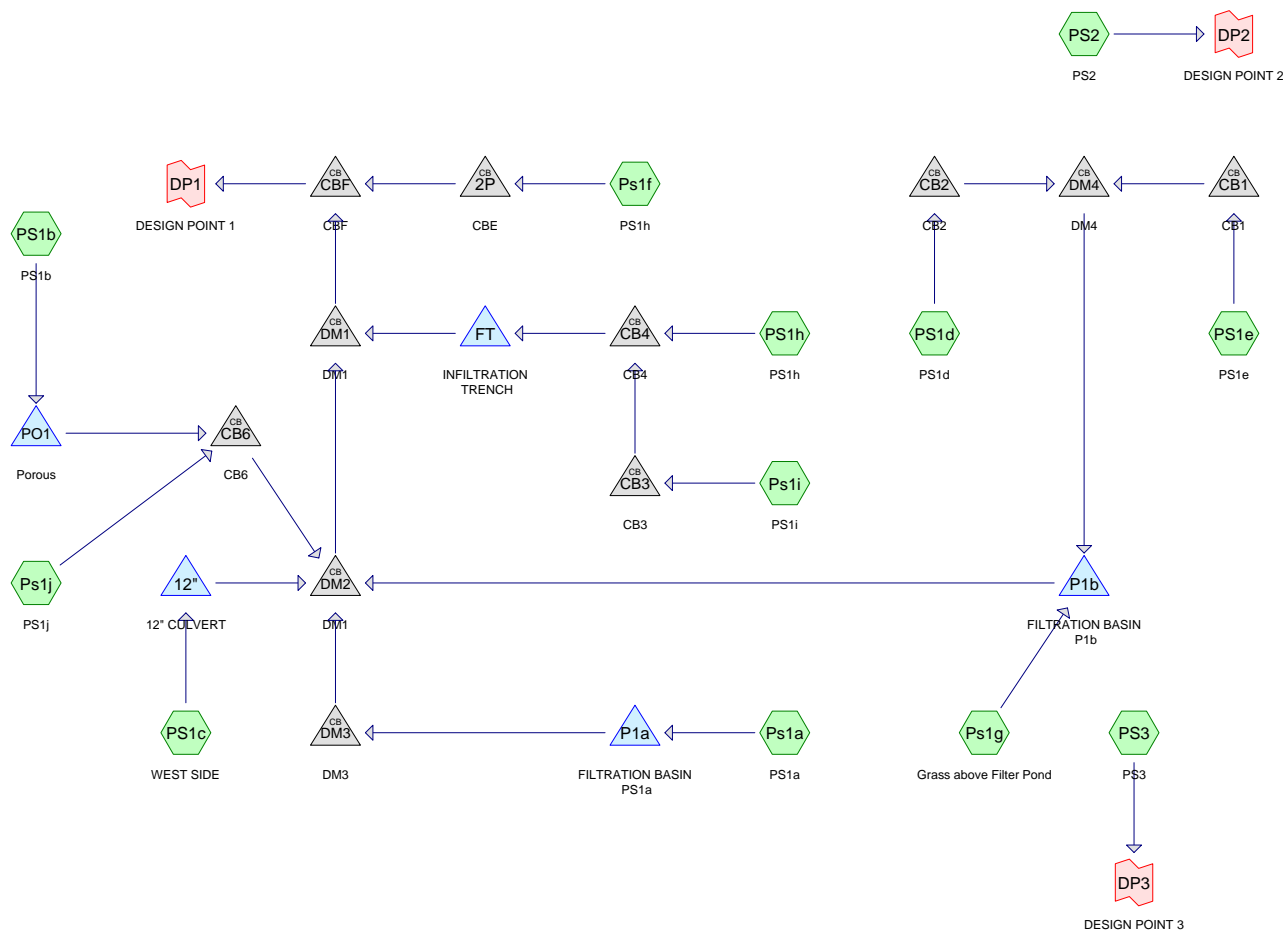 PS2
DP2
PS2
DESIGN POINT 2
DP1
CB
CBF
CB
2P
Ps1f
CB
CB2
CB
DM4
CB
CB1
DESIGN POINT 1
CBF
CBE
PS1h
CB2
DM4
CB1
PS1b
PS1b
CB
DM1
FT
CB
CB4
PS1h
PS1d
PS1e
DM1
INFILTRATION
TRENCH
CB4
PS1h
PS1d
PS1e
PO1
CB
CB6
Porous
CB6
CB
CB3
Ps1i
CB3
PS1i
Ps1j
12"
CB
DM2
P1b
PS1j
12" CULVERT
DM1
FILTRATION BASIN
P1b
PS1c
CB
DM3
P1a
Ps1a
Ps1g
PS3
WEST SIDE
DM3
FILTRATION BASIN
PS1a
PS1a
Grass above Filter Pond
PS3
DP3
DESIGN POINT 3